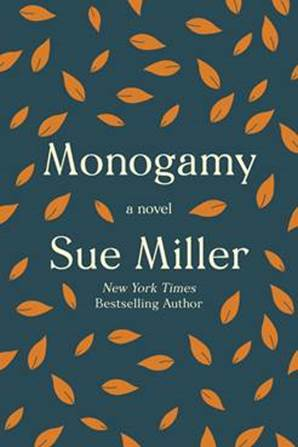 Monogamy
a novel
Sue Miller
New York Times
Bestselling Author